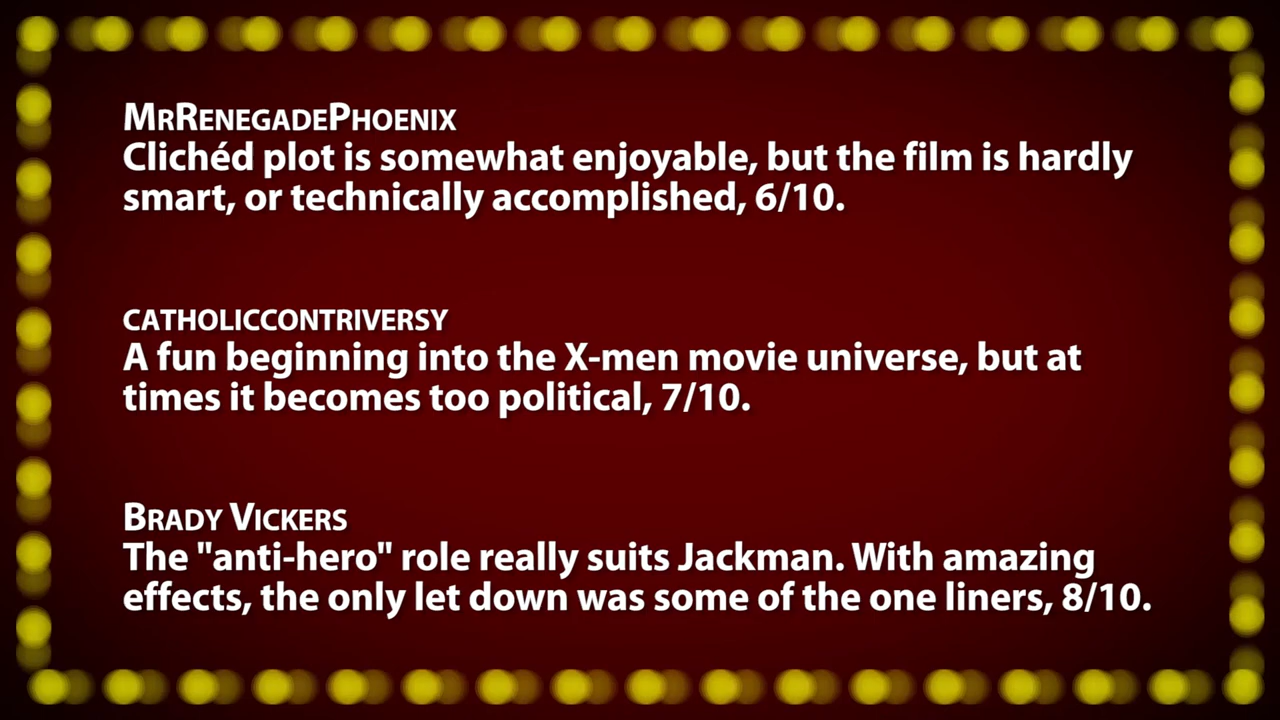 MrRenegadePhoenix
Clichéd plot is somewhat enjoyable, but the film is hardly
smart, or technically accomplished, 6/10.
catholiccontriversy
A fun beginning into the X-men movie universe, but at
times it becomes too political, 7/10.
Brady Vickers
The "anti-hero" role really suits Jackman. With amazing
effects, the only let down was some of the one liners, 8/10.